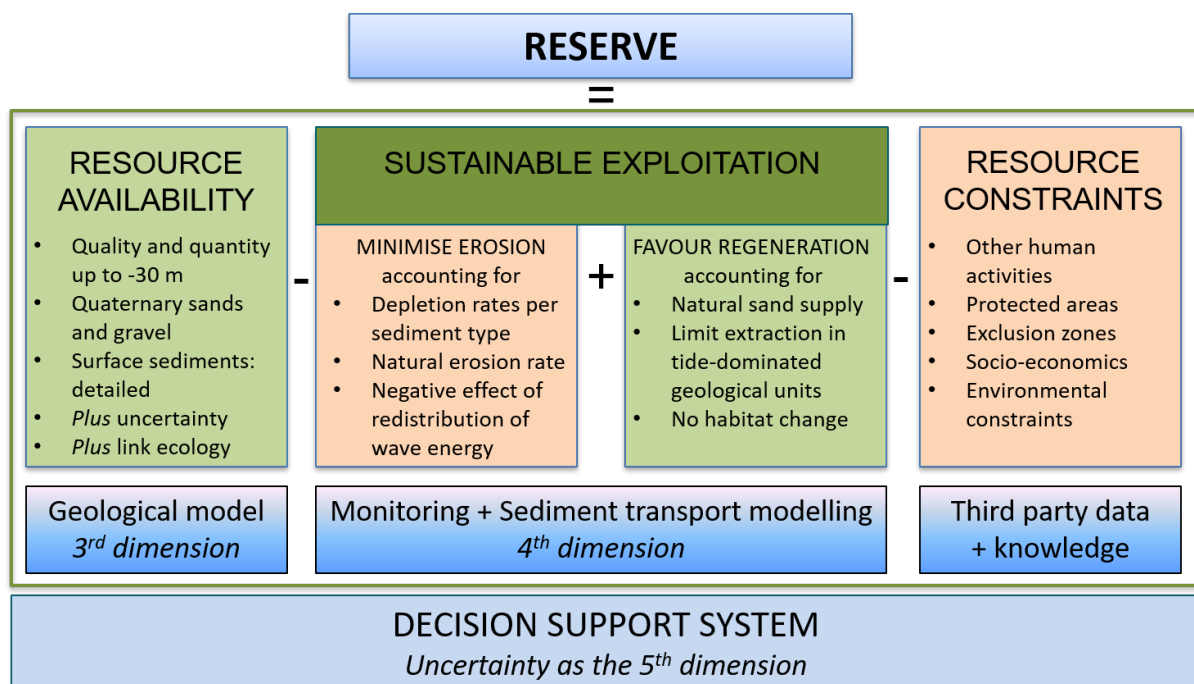 RESERVE
=
RESOURCE
AVAILABILITY
• Quality and quantity
up to -30 m
• Quaternary sands
and gravel
• Surface sediments:
detailed
• Plus uncertainty
• Plus link ecology
-
SUSTAINABLE EXPLOITATION
MINIMISE EROSION
accounting for
• Depletion rates per
sediment type
• Natural erosion rate
• Negative effect of
redistribution of
wave energy
+
FAVOUR REGENERATION
accounting for
• Natural sand supply
• Limit extraction in
tide-dominated
geological units
• No habitat change
-
RESOURCE
CONSTRAINTS
• Other human
activities
• Protected areas
• Exclusion zones
• Socio-economics
• Environmental
constraints
Geological model
3rd dimension
Monitoring + Sediment transport modelling
4th dimension
Third party data
+ knowledge
DECISION SUPPORT SYSTEM
Uncertainty as the 5th dimension